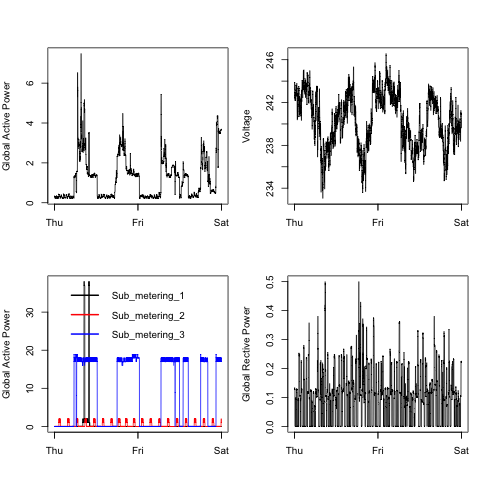 Global Active Power
0 2 4 6
Thu Fri Sat
Voltage
234 238 242 246
Thu Fri Sat
Global Active Power
0 10 20 30
Sub_metering_1
Sub_metering_2
Sub_metering_3
Thu Fri Sat
Global Rective Power
0.0 0.1 0.2 0.3 0.4 0.5
Thu Fri Sat